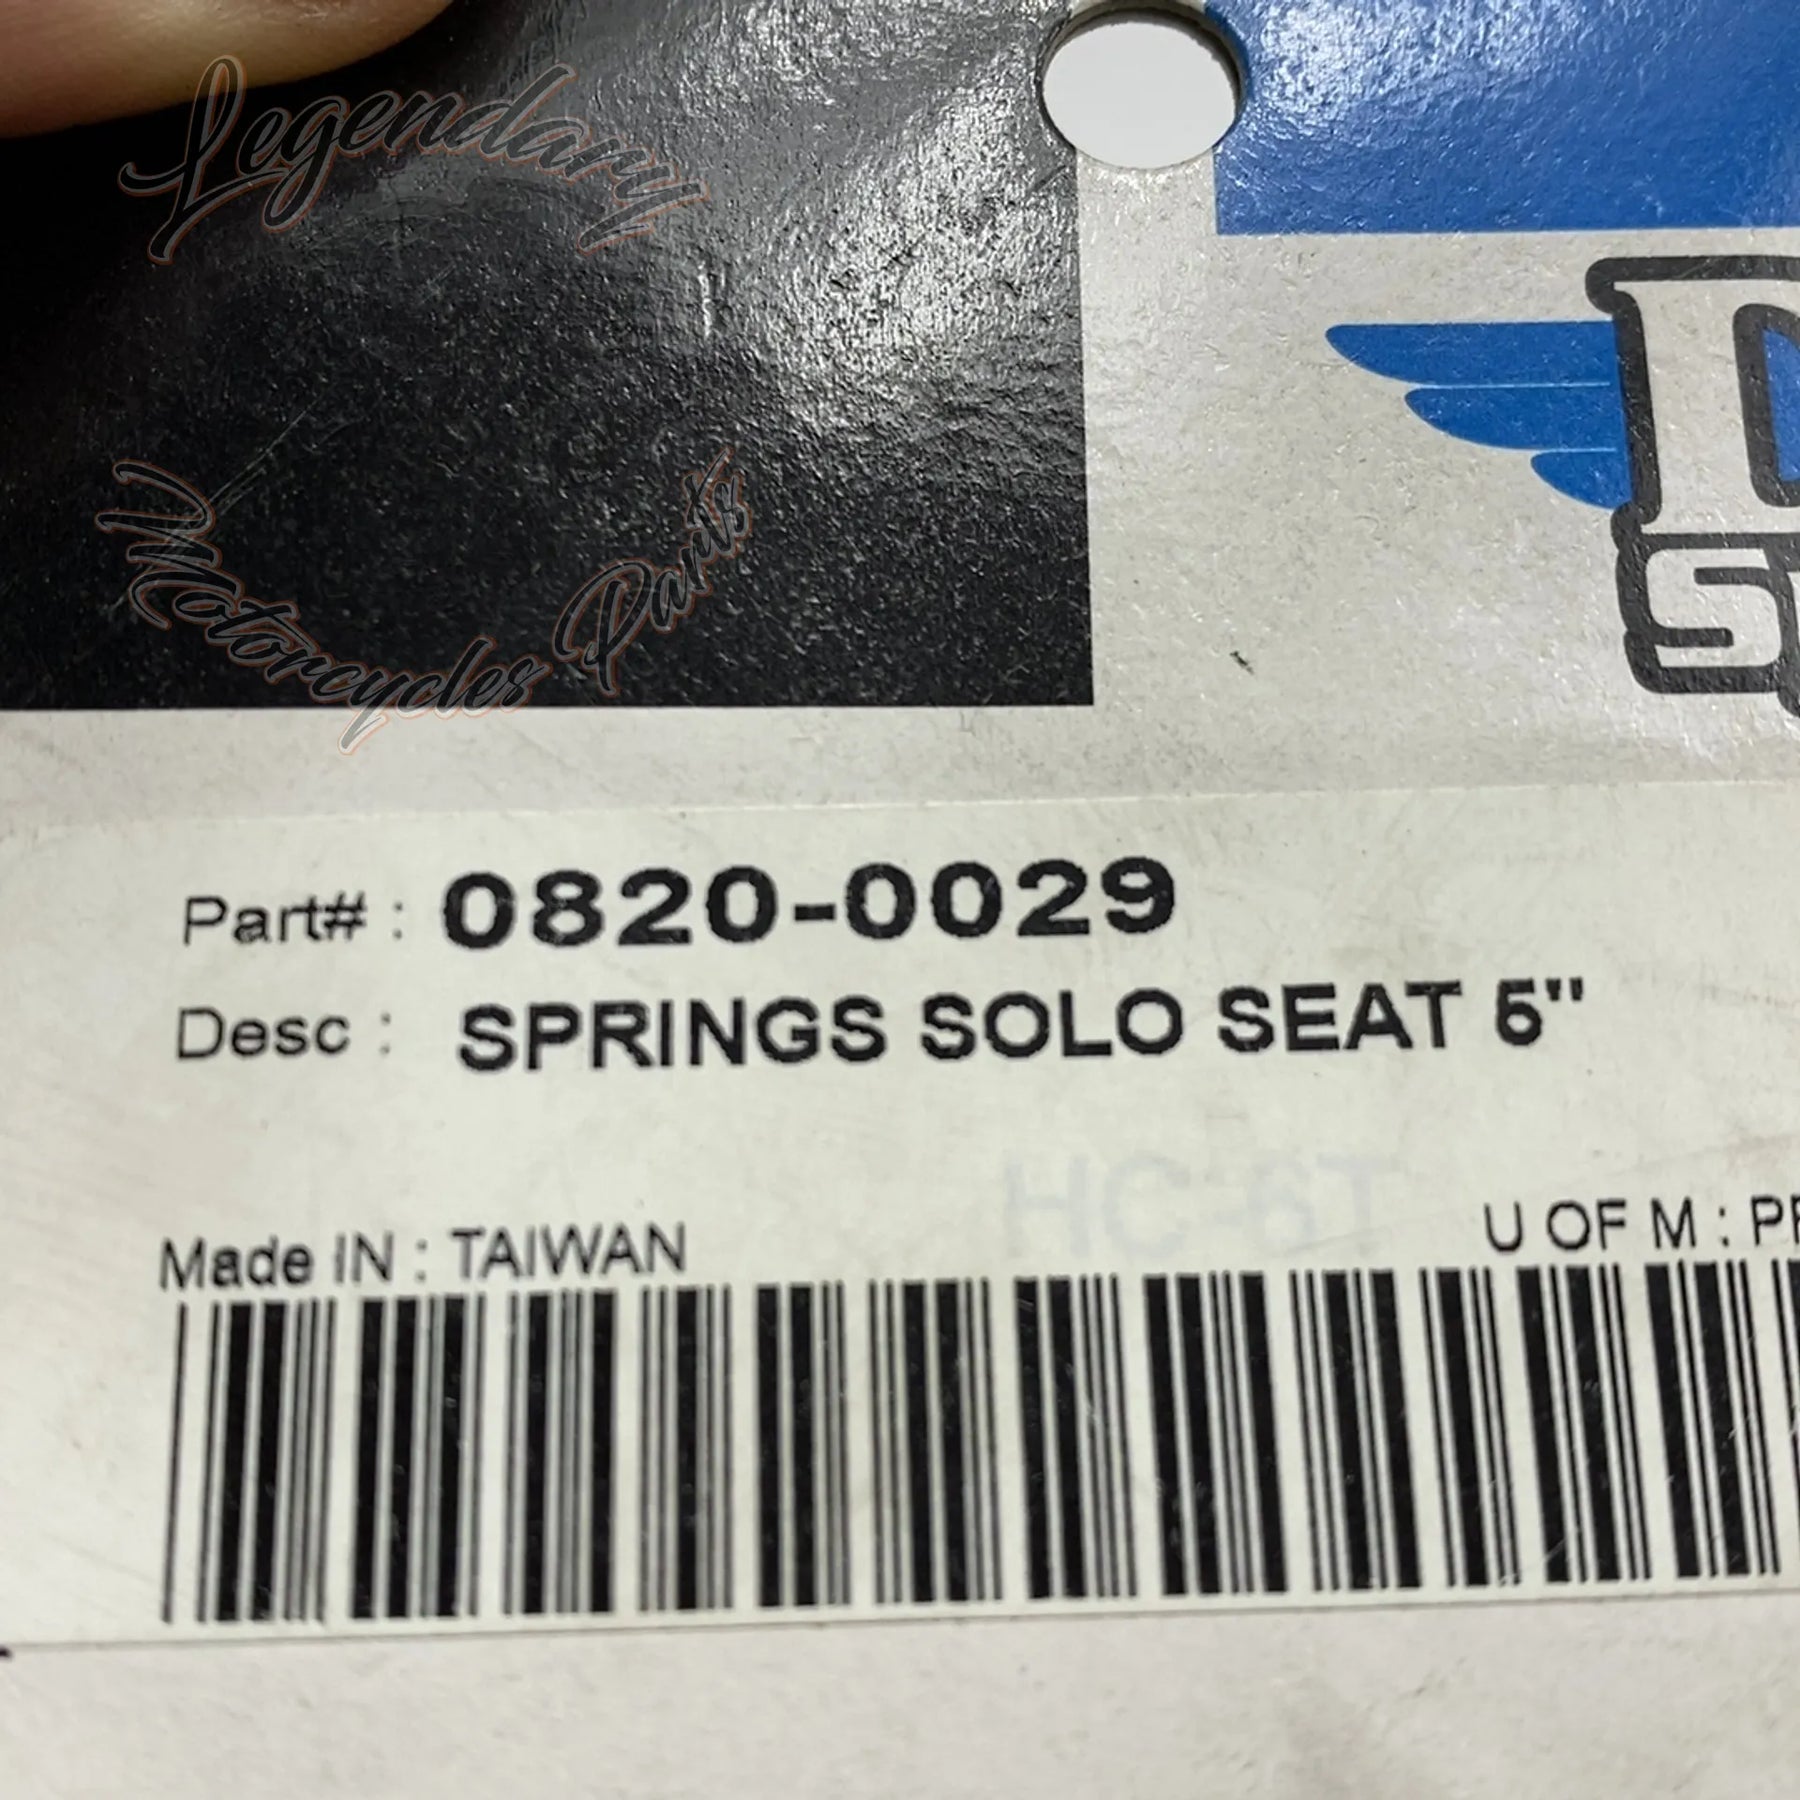 Legendary
Motorcycles Parts
Part# : 0820-0029
Desc : SPRINGS SOLO SEAT 5"
HC-6T
Made IN : TAIWAN
U OF M :